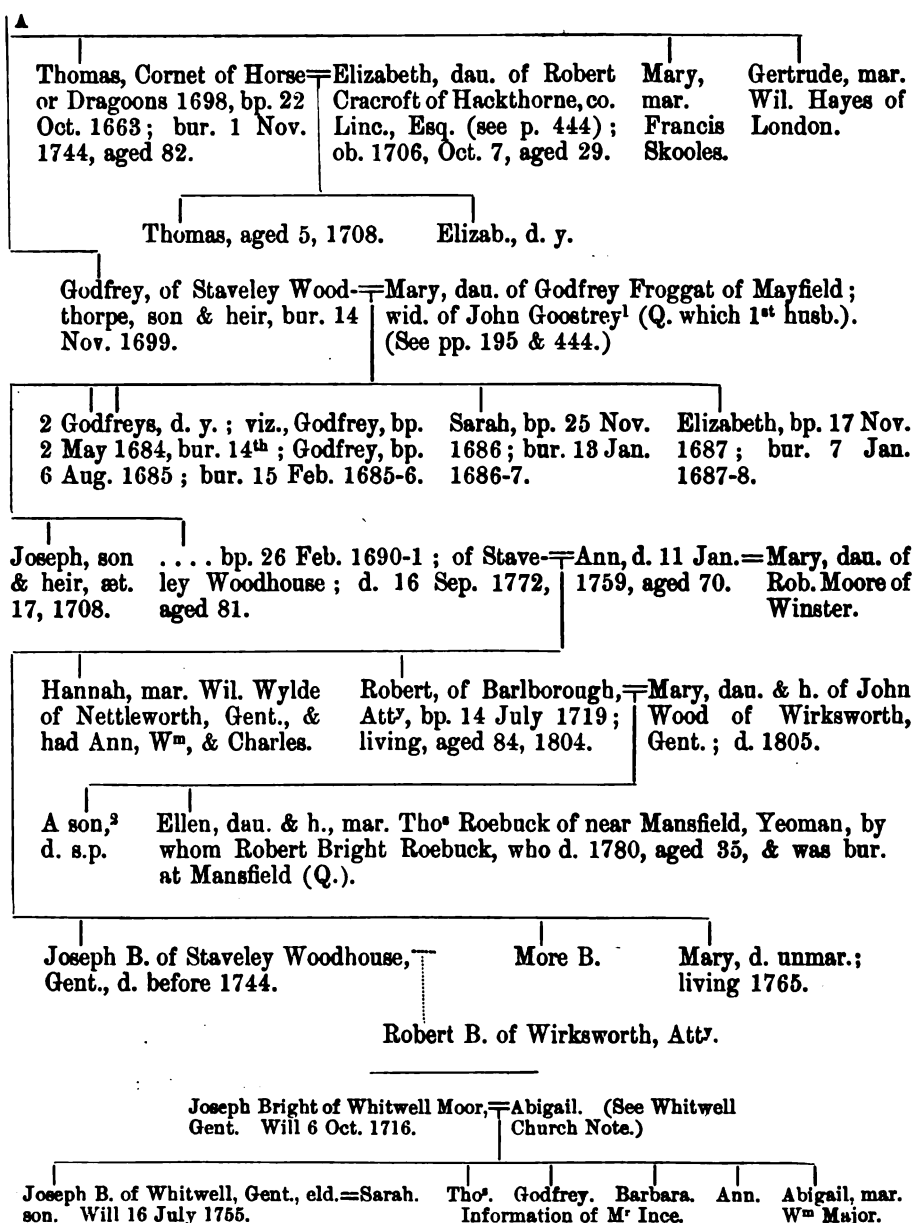 A
Thomas, Cornet of Horse
or Dragoons 1698, bp. 22
Oct. 1663; bur. 1 Nov.
1744, aged 82.
Elizabeth, dau. of Robert
Cracroft of Hackthorne, co.
Linc., Esq. (see p. 444);
ob. 1706, Oct. 7, aged 29.
Mary,
mar.
Francis
Skooles.
Gertrude, mar.
Wil. Hayes of
London.
Thomas, aged 5, 1708.
Elizab., d. y.
Godfrey, of Staveley Wood-
thorpe, son & heir, bur. 14
Nov. 1699.
Mary, dau. of Godfrey Froggat of Mayfield;
wid. of John Goostrey¹ (Q. which 1ˢᵗ husb.).
(See pp. 195 & 444.)
2 Godfreys, d. y.; viz., Godfrey, bp.
2 May 1684, bur. 14ᵗʰ; Godfrey, bp.
6 Aug. 1685; bur. 15 Feb. 1685-6.
Sarah, bp. 25 Nov.
1686; bur. 13 Jan.
1686-7.
Elizabeth, bp. 17 Nov.
1687; bur. 7 Jan.
1687-8.
Joseph, son
& heir, æt.
17, 1708.
.... bp. 26 Feb. 1690-1; of Stave-
ley Woodhouse; d. 16 Sep. 1772,
aged 81.
Ann, d. 11 Jan.
1759, aged 70.
Mary, dau. of
Rob. Moore of
Winster.
Hannah, mar. Wil. Wylde
of Nettleworth, Gent., &
had Ann, Wᵐ, & Charles.
Robert, of Barlborough,
Attʸ, bp. 14 July 1719;
living, aged 84, 1804.
Mary, dau. & h. of John
Wood of Wirksworth,
Gent.; d. 1805.
A son,²
d. s.p.
Ellen, dau. & h., mar. Thoˢ Roebuck of near Mansfield, Yeoman, by
whom Robert Bright Roebuck, who d. 1780, aged 35, & was bur.
at Mansfield (Q.).
Joseph B. of Staveley Woodhouse,
Gent., d. before 1744.
More B.
Mary, d. unmar.;
living 1765.
Robert B. of Wirksworth, Attʸ.
Joseph Bright of Whitwell Moor,
Gent. Will 6 Oct. 1716.
Abigail. (See Whitwell
Church Note.)
Joseph B. of Whitwell, Gent., eld.=Sarah.
son. Will 16 July 1755.
Thoˢ. Godfrey. Barbara. Ann.
Information of Mʳ Ince.
Abigail, mar.
Wᵐ Major.